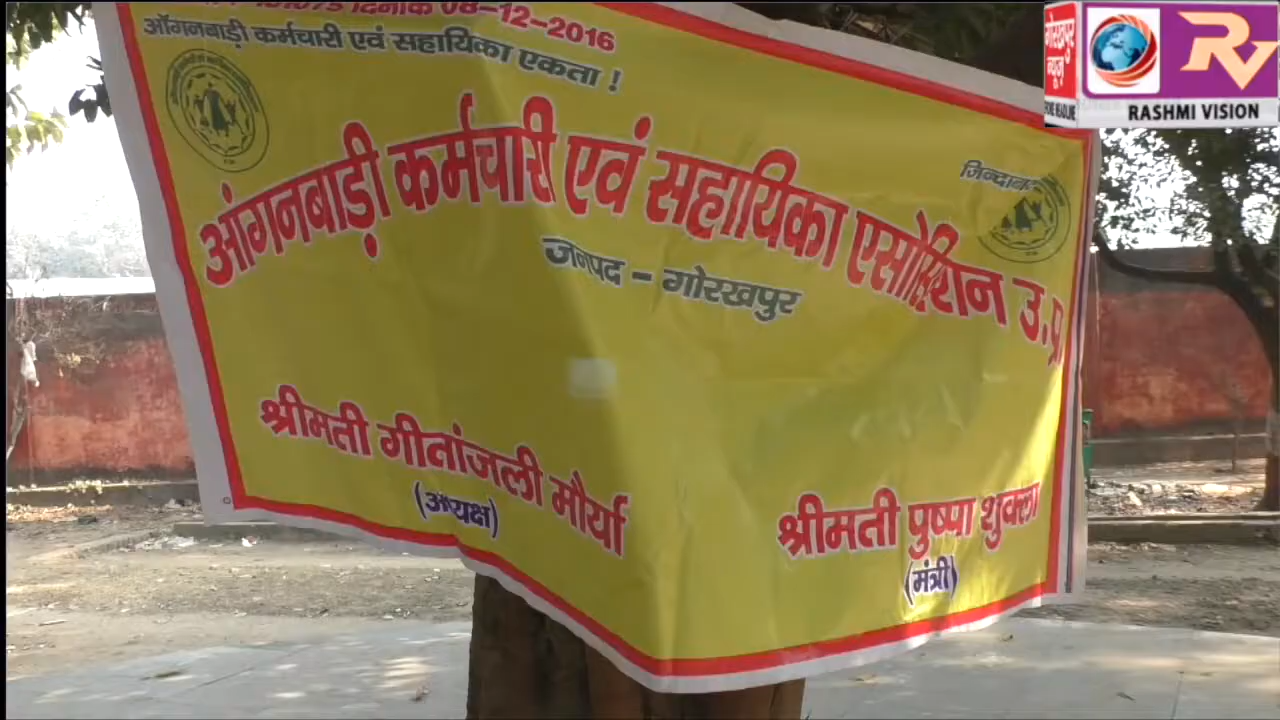 दिनांक 08-12-2016
आँगनबाड़ी कर्मचारी एवं सहायिका एकता !
आंगनबाड़ी कर्मचारी एवं सहायिका एसोसिएशन उ.प्र
जनपद - गोरखपुर
श्रीमती गीतांजली मौर्या
(अध्यक्ष)
श्रीमती पुष्पा शुक्ला
(मंत्री)
गोरखपुर
न्यूज़
RV
RASHMI VISION